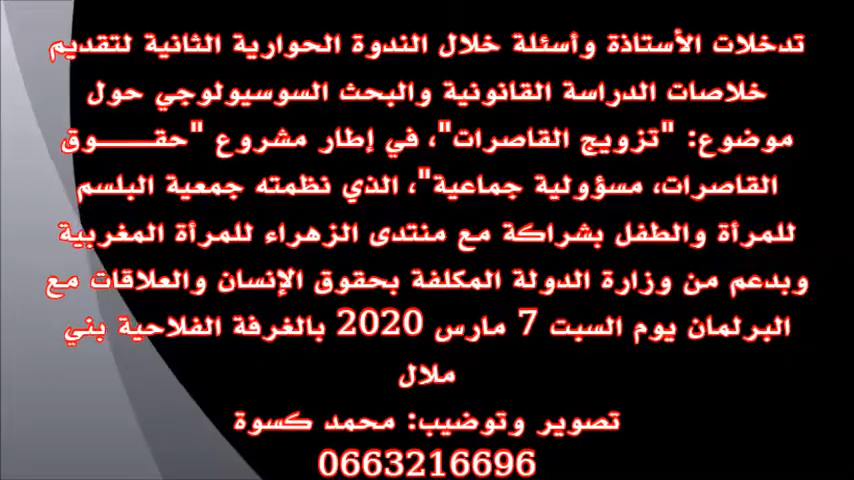 تدخلات الأستاذة وأسئلة خلال الندوة الحوارية الثانية لتقديم
خلاصات الدراسة القانونية والبحث السوسيولوجي حول
موضوع: "تزويج القاصرات"، في إطار مشروع "حقـــــوق
القاصرات، مسؤولية جماعية"، الذي نظمته جمعية البلسم
للمرأة والطفل بشراكة مع منتدى الزهراء للمرأة المغربية
وبدعم من وزارة الدولة المكلفة بحقوق الإنسان والعلاقات مع
البرلمان يوم السبت 7 مارس 2020 بالغرفة الفلاحية بني
ملال
تصوير وتوضيب: محمد كسوة
0663216696